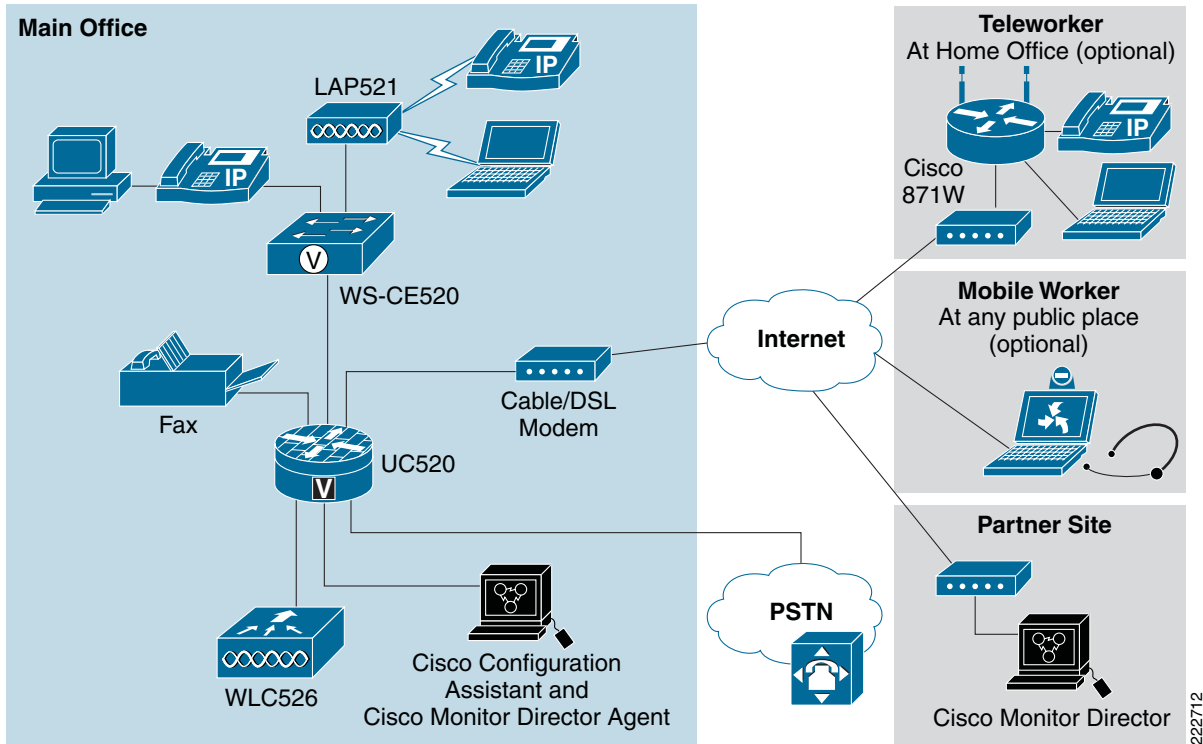 Main Office
LAP521
IP
IP
WS-CE520
V
Fax
Cable/DSL
Modem
UC520
V
WLC526
Cisco Configuration
Assistant and
Cisco Monitor Director Agent
Internet
PSTN
Teleworker
At Home Office (optional)
IP
Cisco
871W
Mobile Worker
At any public place
(optional)
Partner Site
Cisco Monitor Director
222712